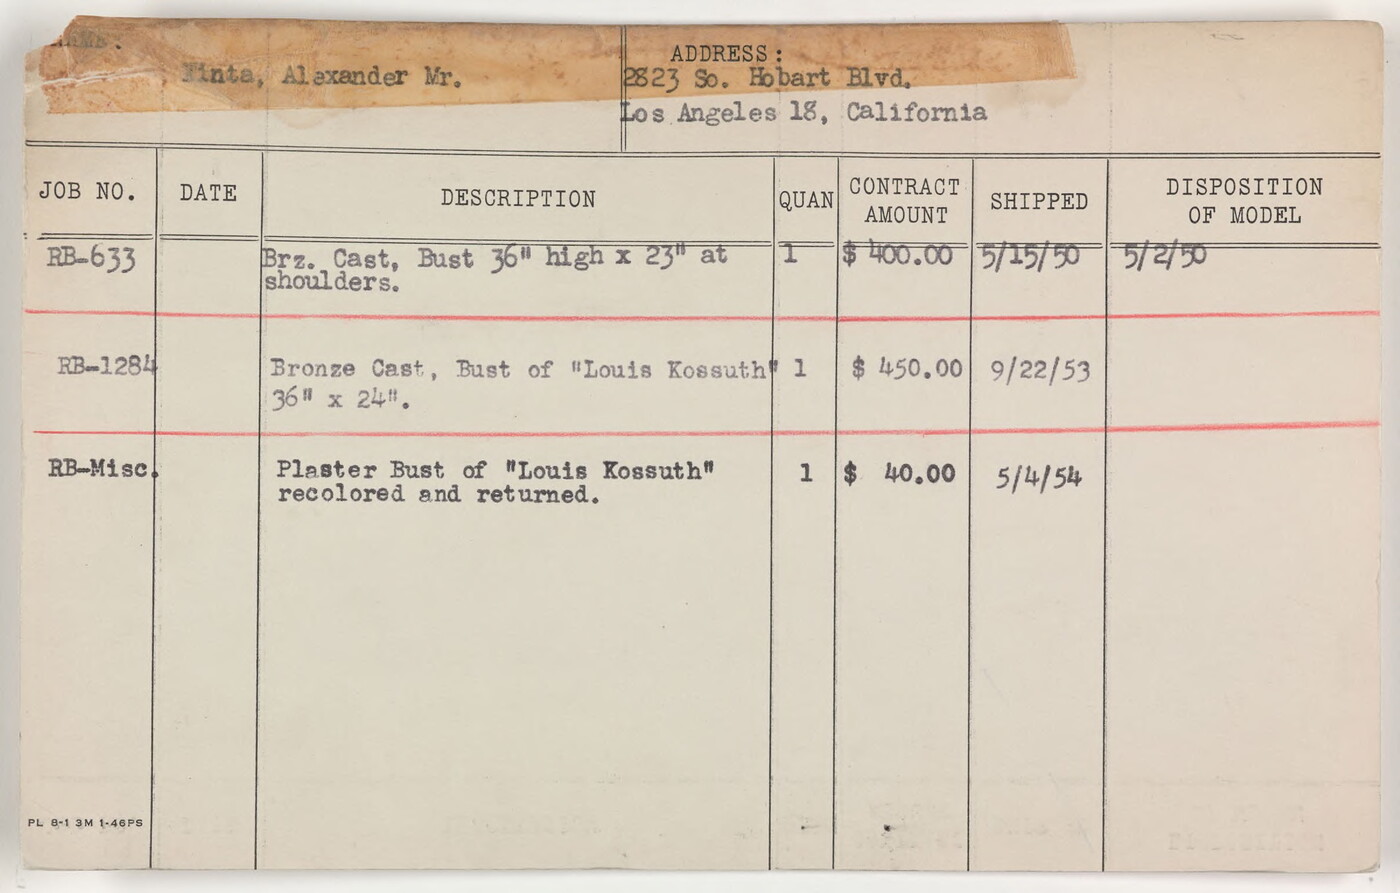 NAME: ADDRESS:
Finta, Alexander Mr. 2823 So. Hobart Blvd.
Los Angeles 18, California
JOB NO. DATE DESCRIPTION QUAN CONTRACT AMOUNT SHIPPED DISPOSITION OF MODEL
RB-633 Brz. Cast, Bust 36" high x 23" at 1 $ 400.00 5/15/50 5/2/50
shoulders.
RB-1284 Bronze Cast, Bust of "Louis Kossuth" 1 $ 450.00 9/22/53
36" x 24".
RB-Misc. Plaster Bust of "Louis Kossuth" 1 $ 40.00 5/4/54
recolored and returned.
PL 8-1 3M 1-46PS